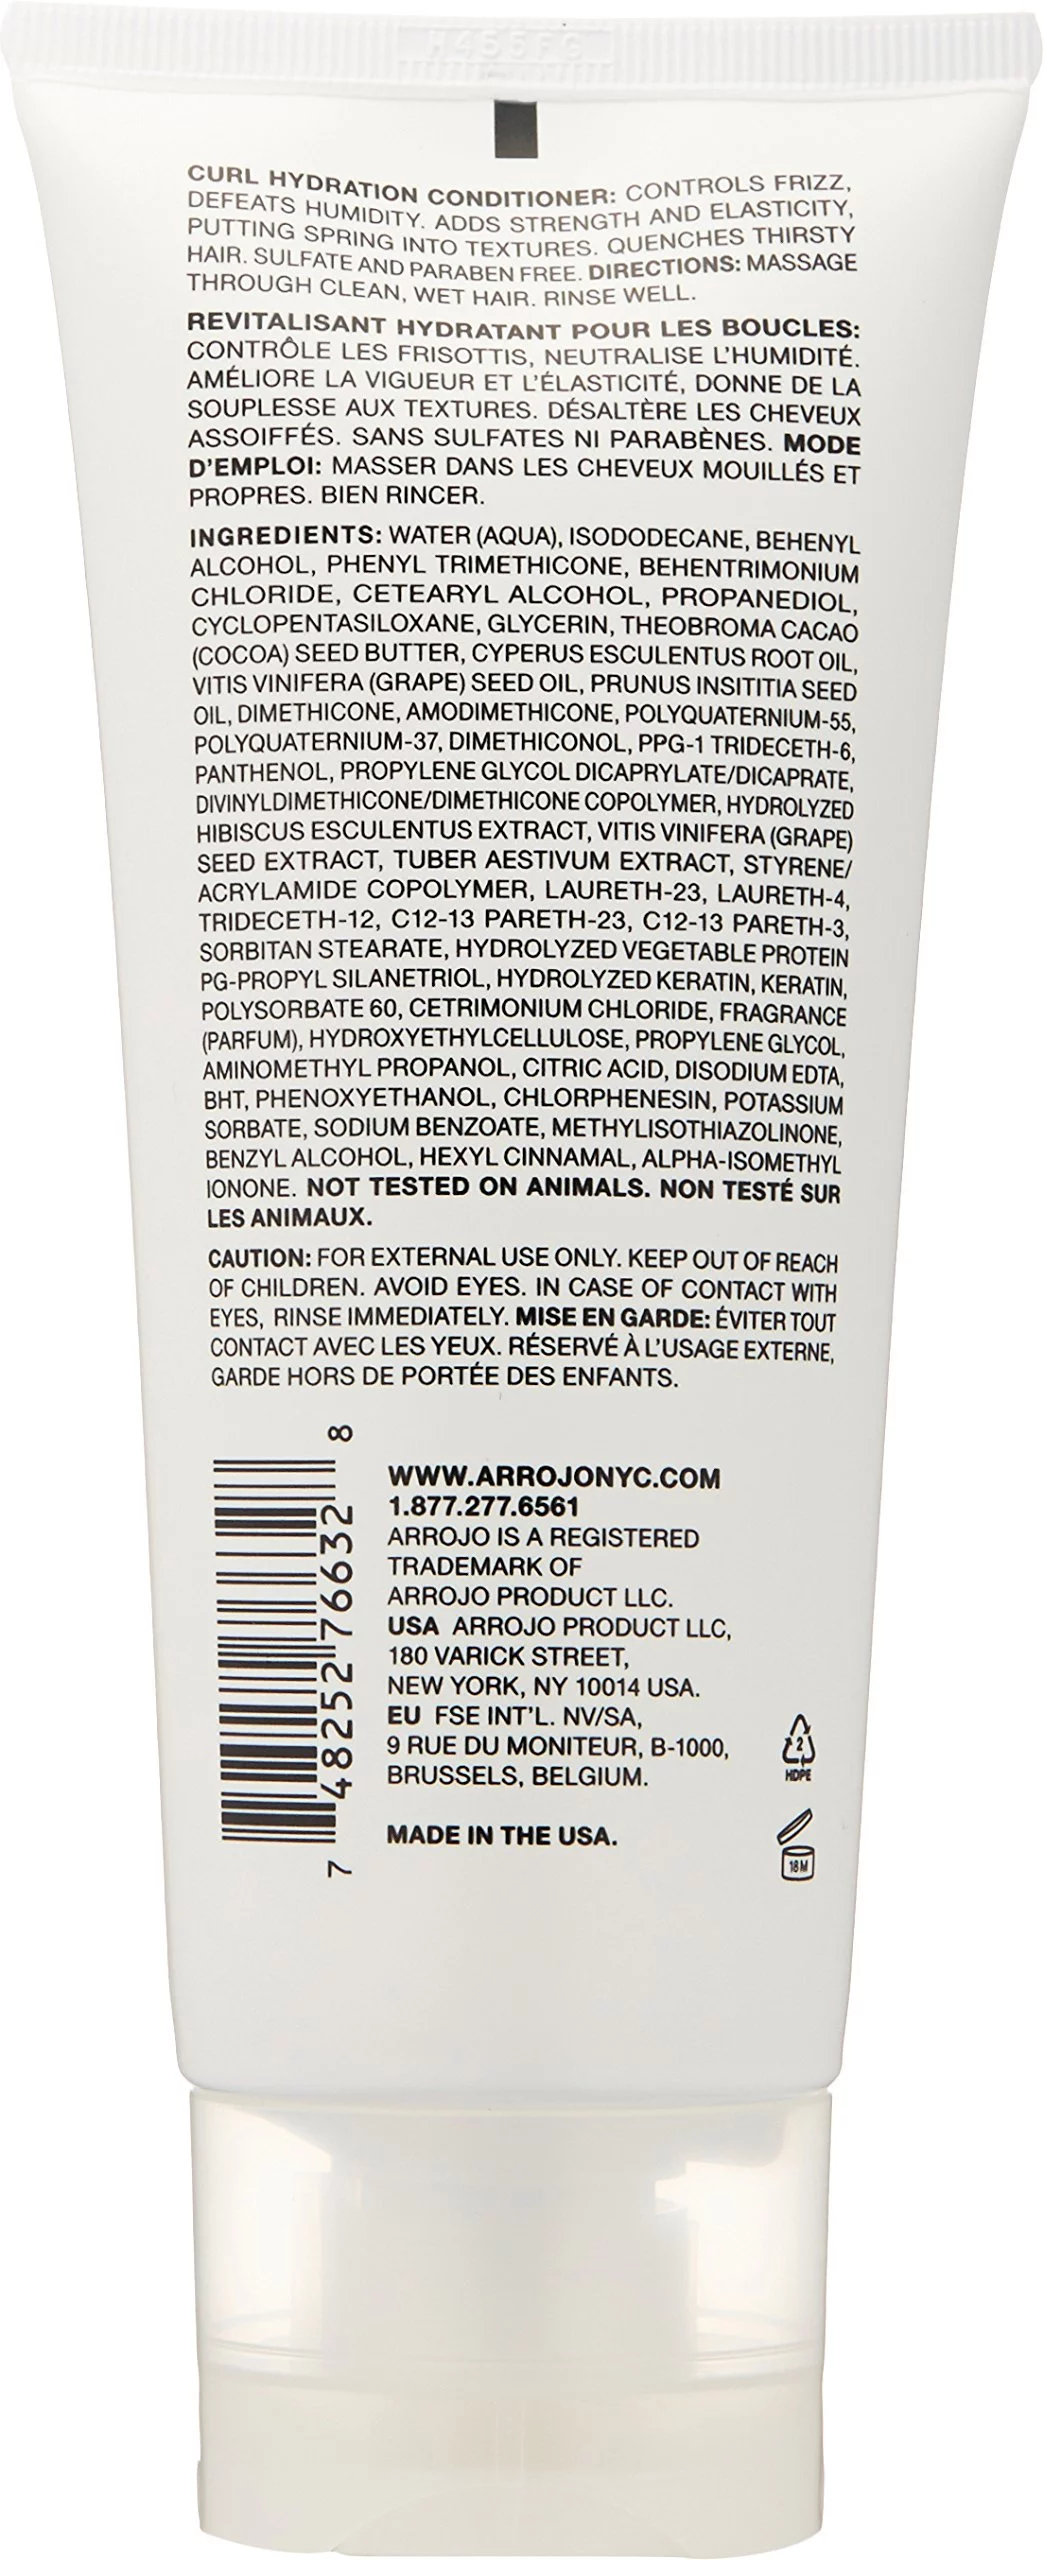 H455FC
CURL HYDRATION CONDITIONER: CONTROLS FRIZZ,
DEFEATS HUMIDITY. ADDS STRENGTH AND ELASTICITY,
PUTTING SPRING INTO TEXTURES. QUENCHES THIRSTY
HAIR. SULFATE AND PARABEN FREE. DIRECTIONS: MASSAGE
THROUGH CLEAN, WET HAIR. RINSE WELL.
REVITALISANT HYDRATANT POUR LES BOUCLES:
CONTRÔLE LES FRISOTTIS, NEUTRALISE L'HUMIDITÉ.
AMÉLIORE LA VIGUEUR ET L'ÉLASTICITÉ, DONNE DE LA
SOUPLESSE AUX TEXTURES. DÉSALTÈRE LES CHEVEUX
ASSOIFFÉS. SANS SULFATES NI PARABÈNES. MODE
D'EMPLOI: MASSER DANS LES CHEVEUX MOUILLÉS ET
PROPRES. BIEN RINCER.
INGREDIENTS: WATER (AQUA), ISODODECANE, BEHENYL
ALCOHOL, PHENYL TRIMETHICONE, BEHENTRIMONIUM
CHLORIDE, CETEARYL ALCOHOL, PROPANEDIOL,
CYCLOPENTASILOXANE, GLYCERIN, THEOBROMA CACAO
(COCOA) SEED BUTTER, CYPERUS ESCULENTUS ROOT OIL,
VITIS VINIFERA (GRAPE) SEED OIL, PRUNUS INSITITIA SEED
OIL, DIMETHICONE, AMODIMETHICONE, POLYQUATERNIUM-55,
POLYQUATERNIUM-37, DIMETHICONOL, PPG-1 TRIDECETH-6,
PANTHENOL, PROPYLENE GLYCOL DICAPRYLATE/DICAPRATE,
DIVINYLDIMETHICONE/DIMETHICONE COPOLYMER, HYDROLYZED
HIBISCUS ESCULENTUS EXTRACT, VITIS VINIFERA (GRAPE)
SEED EXTRACT, TUBER AESTIVUM EXTRACT, STYRENE/
ACRYLAMIDE COPOLYMER, LAURETH-23, LAURETH-4,
TRIDECETH-12, C12-13 PARETH-23, C12-13 PARETH-3,
SORBITAN STEARATE, HYDROLYZED VEGETABLE PROTEIN
PG-PROPYL SILANETRIOL, HYDROLYZED KERATIN, KERATIN,
POLYSORBATE 60, CETRIMONIUM CHLORIDE, FRAGRANCE
(PARFUM), HYDROXYETHYLCELLULOSE, PROPYLENE GLYCOL,
AMINOMETHYL PROPANOL, CITRIC ACID, DISODIUM EDTA,
BHT, PHENOXYETHANOL, CHLORPHENESIN, POTASSIUM
SORBATE, SODIUM BENZOATE, METHYLISOTHIAZOLINONE,
BENZYL ALCOHOL, HEXYL CINNAMAL, ALPHA-ISOMETHYL
IONONE. NOT TESTED ON ANIMALS. NON TESTÉ SUR
LES ANIMAUX.
CAUTION: FOR EXTERNAL USE ONLY. KEEP OUT OF REACH
OF CHILDREN. AVOID EYES. IN CASE OF CONTACT WITH
EYES, RINSE IMMEDIATELY. MISE EN GARDE: ÉVITER TOUT
CONTACT AVEC LES YEUX. RÉSERVÉ À L'USAGE EXTERNE,
GARDE HORS DE PORTÉE DES ENFANTS.
7 48252 76632 8
WWW.ARROJONYC.COM
1.877.277.6561
ARROJO IS A REGISTERED
TRADEMARK OF
ARROJO PRODUCT LLC.
USA ARROJO PRODUCT LLC,
180 VARICK STREET,
NEW YORK, NY 10014 USA.
EU FSE INT'L. NV/SA,
9 RUE DU MONITEUR, B-1000,
BRUSSELS, BELGIUM.
MADE IN THE USA.
2
HDPE
18M